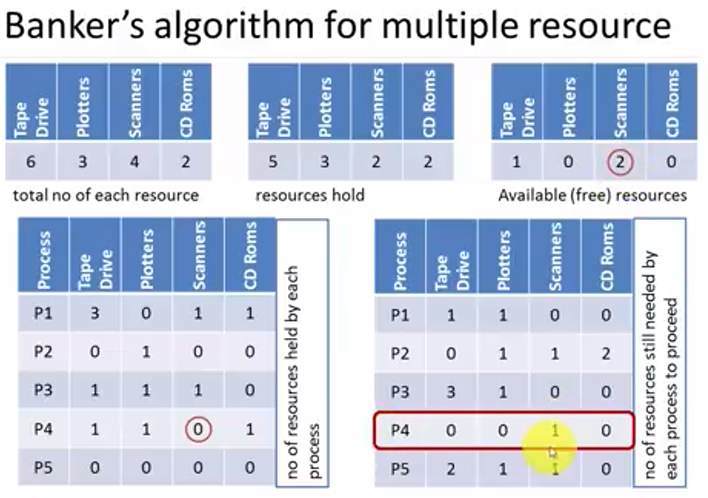 Banker's algorithm for multiple resource
Tape Drive Plotters Scanners CD Roms
6 3 4 2
total no of each resource
Tape Drive Plotters Scanners CD Roms
5 3 2 2
resources hold
Tape Drive Plotters Scanners CD Roms
1 0 2 0
Available (free) resources
Process Tape Drive Plotters Scanners CD Roms
P1 3 0 1 1
P2 0 1 0 0
P3 1 1 1 0
P4 1 1 0 1
P5 0 0 0 0
no of resources held by each
process
Process Tape Drive Plotters Scanners CD Roms
P1 1 1 0 0
P2 0 1 1 2
P3 3 1 0 0
P4 0 0 1 0
P5 2 1 1 0
no of resources still needed by
each process to proceed